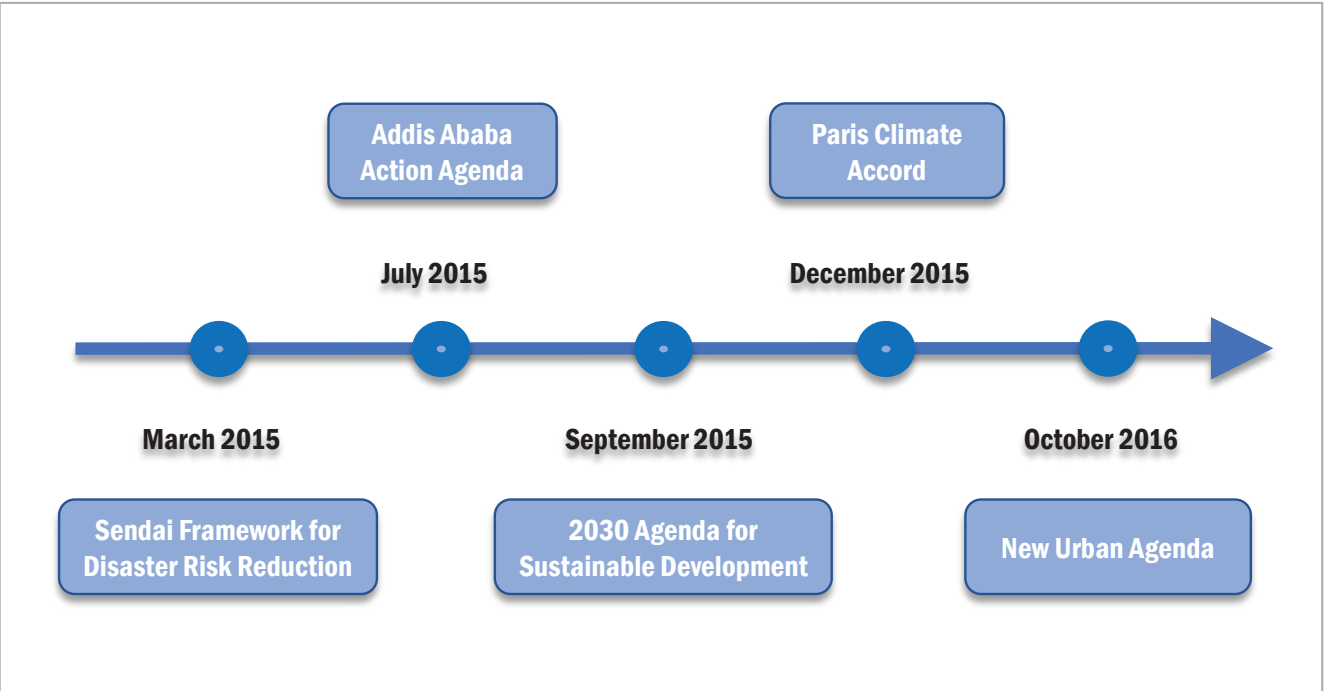 Addis Ababa
Action Agenda
Paris Climate
Accord
July 2015
December 2015
March 2015
September 2015
October 2016
Sendai Framework for
Disaster Risk Reduction
2030 Agenda for
Sustainable Development
New Urban Agenda